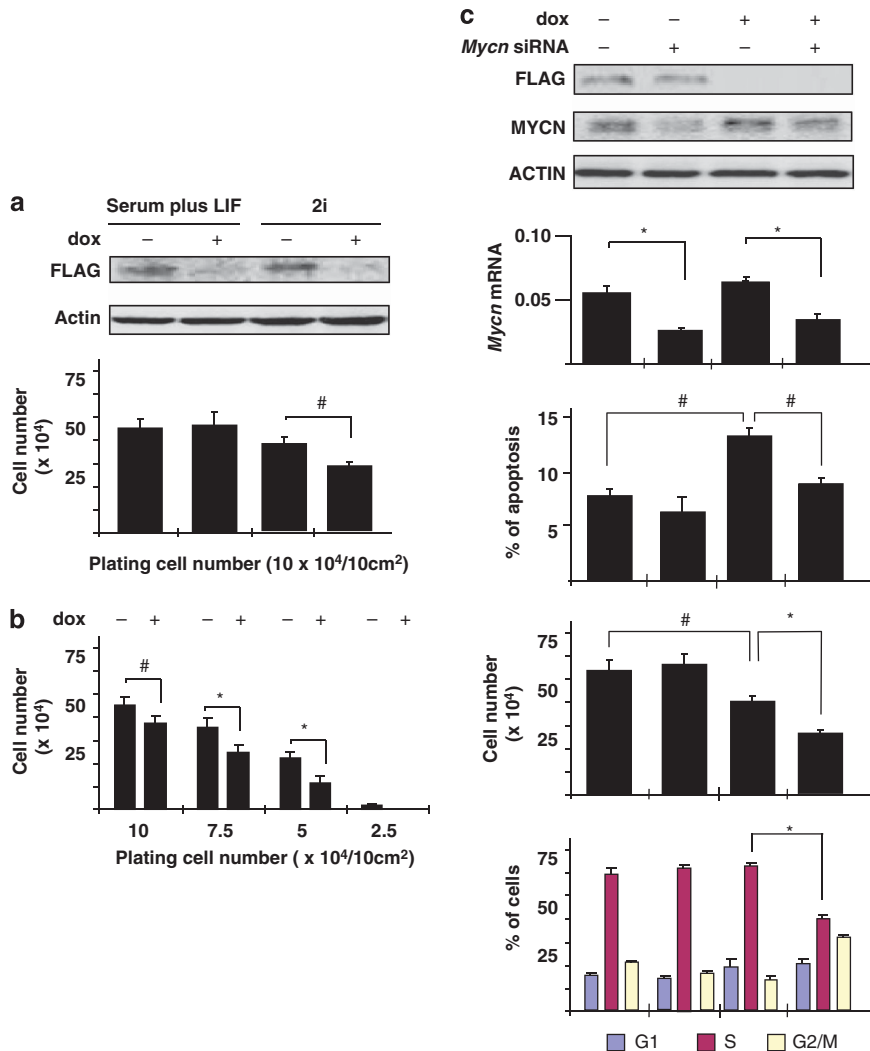 a
Serum plus LIF 2i
dox – + – +
FLAG
Actin
Cell number
(x 10⁴)
75
50
25
#
Plating cell number (10 x 10⁴/10cm²)
b
dox – + – + – + – +
Cell number
(x 10⁴)
75
50
25
# * *
10 7.5 5 2.5
Plating cell number ( x 10⁴/10cm²)
c
dox – – + +
Mycn siRNA – + – +
FLAG
MYCN
ACTIN
Mycn mRNA
0.10
0.05
* *
% of apoptosis
15
10
5
# #
Cell number
(x 10⁴)
75
50
25
# *
% of cells
75
50
25
*
G1 S G2/M